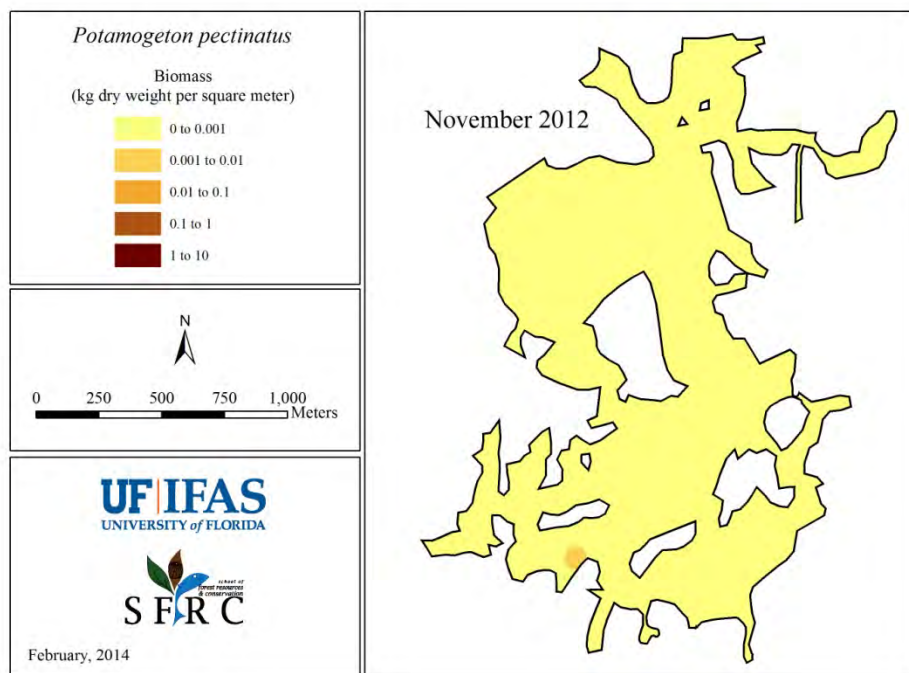 Potamogeton pectinatus
Biomass
(kg dry weight per square meter)
0 to 0.001
0.001 to 0.01
0.01 to 0.1
0.1 to 1
1 to 10
November 2012
N
0 250 500 750 1,000
Meters
UF|IFAS
UNIVERSITY of FLORIDA
school of
forest resources
& conservation
SFRC
February, 2014